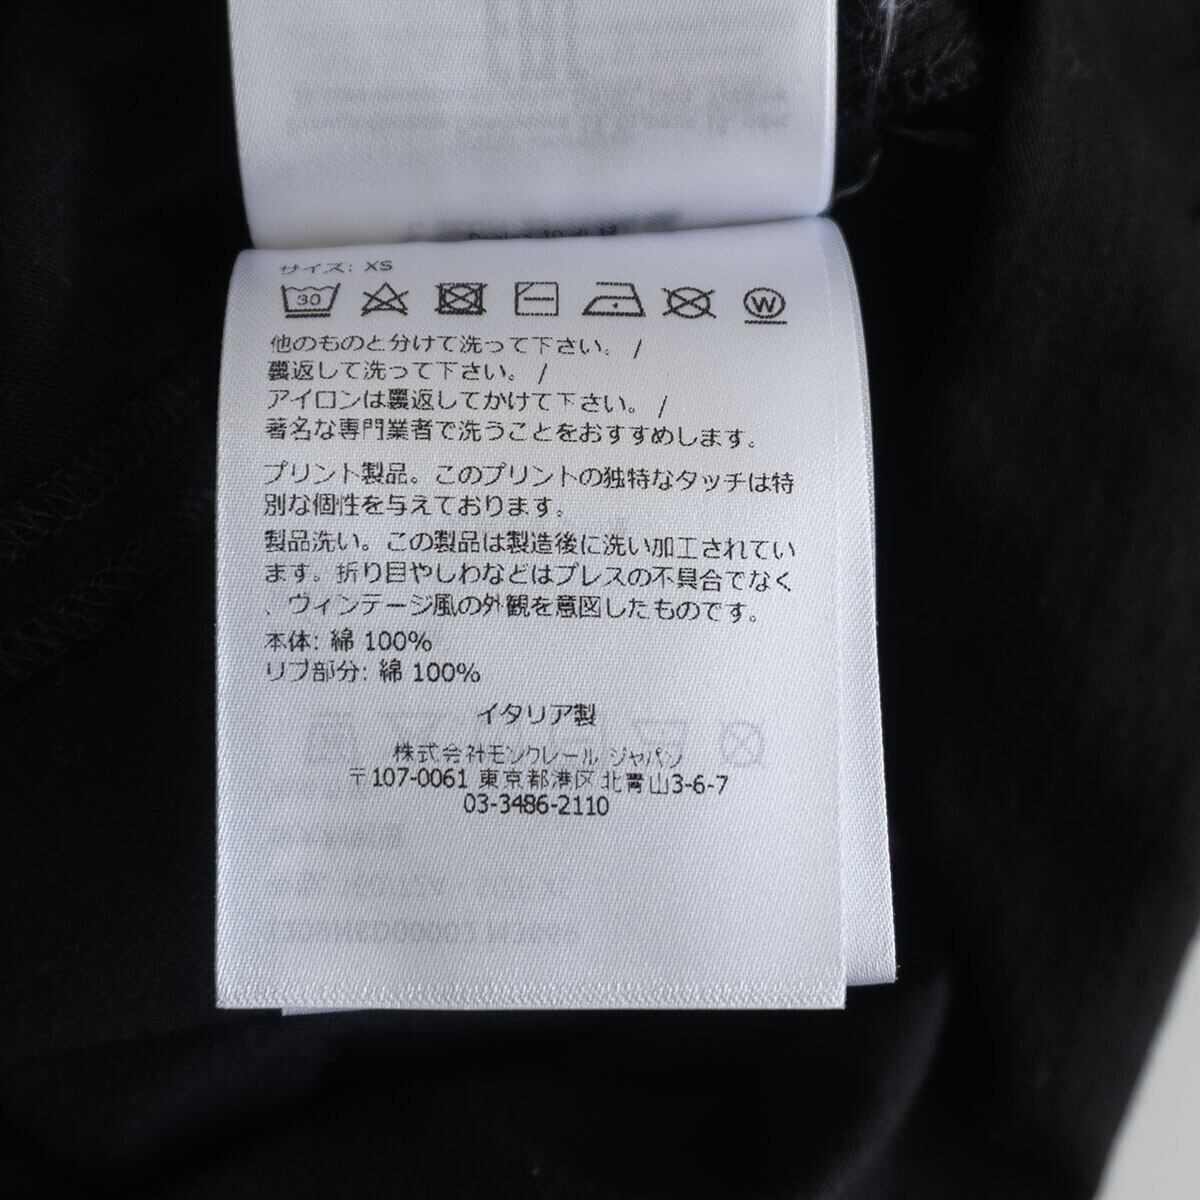 サイズ: XS
30
W
他のものと分けて洗って下さい。 /
裏返して洗って下さい。 /
アイロンは裏返してかけて下さい。 /
著名な専門業者で洗うことをおすすめします。
プリント製品。このプリントの独特なタッチは特
別な個性を与えております。
製品洗い。この製品は製造後に洗い加工されてい
ます。折り目やしわなどはプレスの不具合でなく
、ヴィンテージ風の外観を意図したものです。
本体: 綿 100%
リブ部分: 綿 100%
イタリア製
株式会社モンクレール ジャパン
〒107-0061 東京都港区北青山3-6-7
03-3486-2110